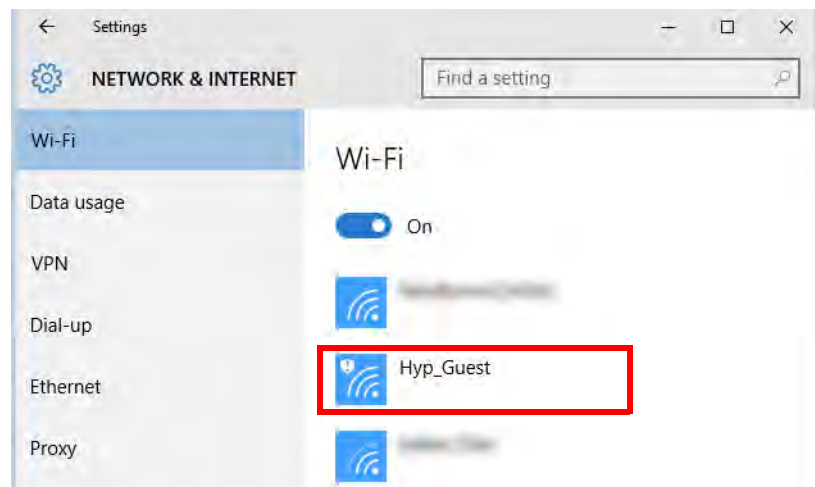 Settings
NETWORK & INTERNET
Find a setting
Wi-Fi
Data usage
VPN
Dial-up
Ethernet
Proxy
Wi-Fi
On
Hyp_Guest